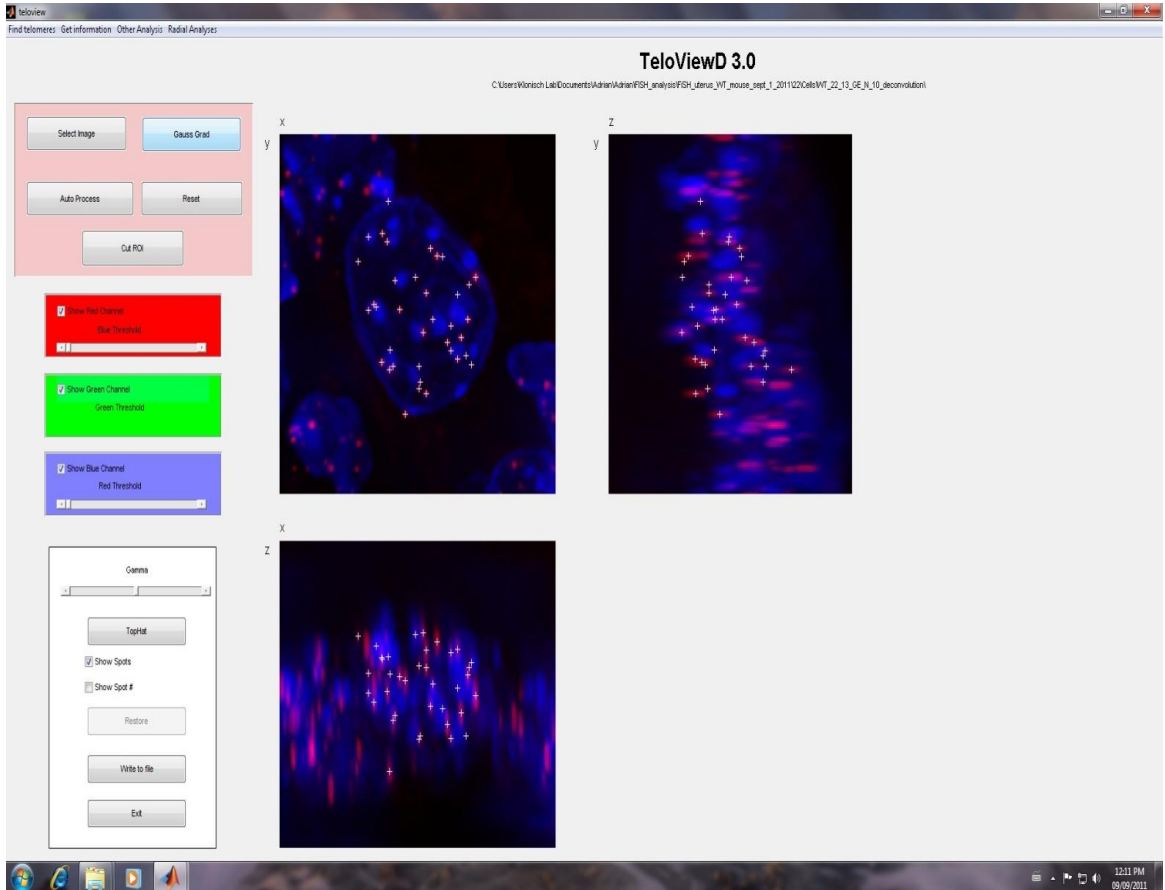 teloview
Find telomeres Get information Other Analysis Radial Analyses
TeloViewD 3.0
C:\Users\Klonisch Lab\Documents\Adrian\Adrian\FISH_analysis\FISH_uterus_WT_mouse_sept_1_2011\22\Cells\WT_22_13_GE_N_10_deconvolution\
Select Image
Gauss Grad
Auto Process
Reset
Cut ROI
Show Red Channel
Blue Threshold
Show Green Channel
Green Threshold
Show Blue Channel
Red Threshold
Gamma
TopHat
Show Spots
Show Spot #
Restore
Write to file
Exit
x
y
z
y
x
z
12:11 PM
09/09/2011